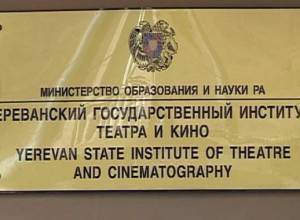 МИНИСТЕРСТВО ОБРАЗОВАНИЯ И НАУКИ РА
ЕРЕВАНСКИЙ ГОСУДАРСТВЕННЫЙ ИНСТИТУ
ТЕАТРА И КИНО
YEREVAN STATE INSTITUTE OF THEATRE
AND CINEMATOGRAPHY